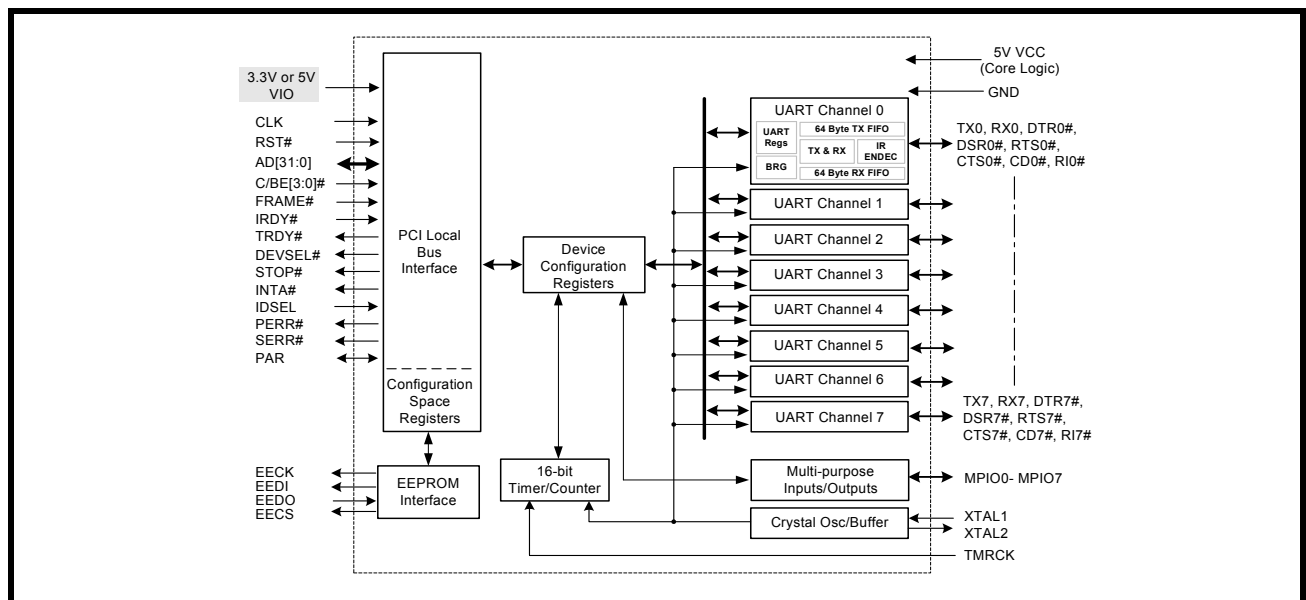 3.3V or 5V
VIO
CLK
RST#
AD[31:0]
C/BE[3:0]#
FRAME#
IRDY#
TRDY#
DEVSEL#
STOP#
INTA#
IDSEL
PERR#
SERR#
PAR
EECK
EEDI
EEDO
EECS
PCI Local
Bus
Interface
Configuration
Space
Registers
EEPROM
Interface
Device
Configuration
Registers
16-bit
Timer/Counter
UART Channel 0
UART
Regs
BRG
64 Byte TX FIFO
TX & RX
IR
ENDEC
64 Byte RX FIFO
UART Channel 1
UART Channel 2
UART Channel 3
UART Channel 4
UART Channel 5
UART Channel 6
UART Channel 7
Multi-purpose
Inputs/Outputs
Crystal Osc/Buffer
5V VCC
(Core Logic)
GND
TX0, RX0, DTR0#,
DSR0#, RTS0#,
CTS0#, CD0#, RI0#
TX7, RX7, DTR7#,
DSR7#, RTS7#,
CTS7#, CD7#, RI7#
MPIO0- MPIO7
XTAL1
XTAL2
TMRCK